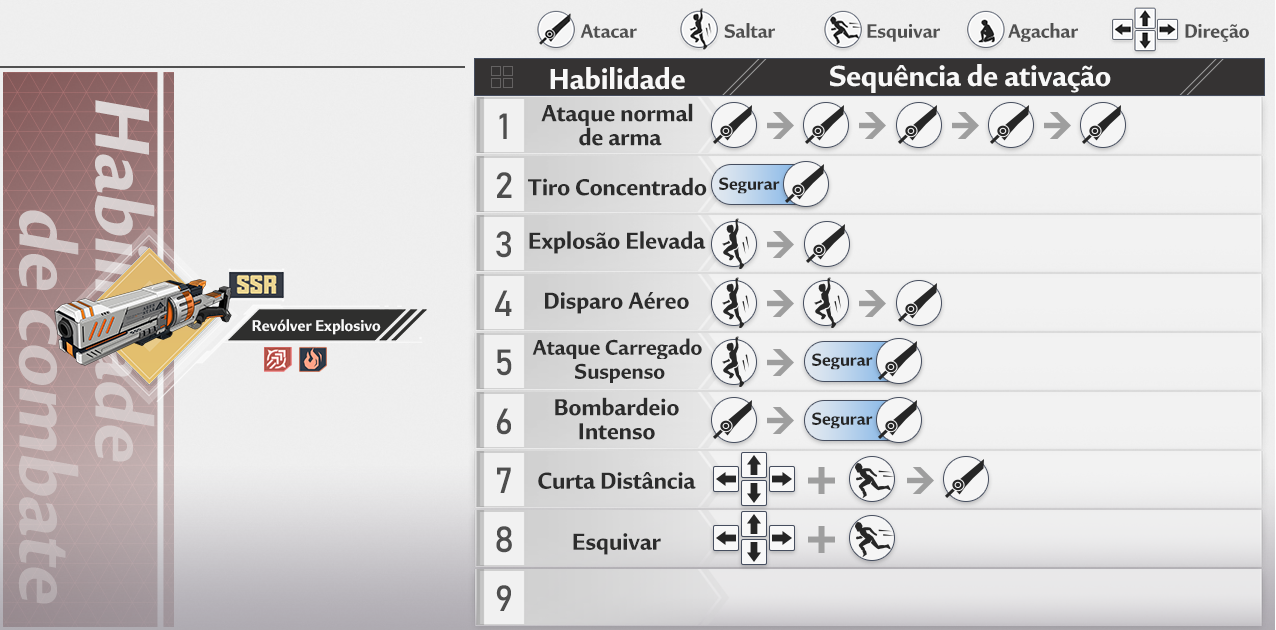 Atacar
Saltar
Esquivar
Agachar
Direção
Habilidade
de combate
SSR
Revólver Explosivo
Habilidade
Sequência de ativação
1
Ataque normal
de arma
2
Tiro Concentrado
Segurar
3
Explosão Elevada
4
Disparo Aéreo
5
Ataque Carregado
Suspenso
Segurar
6
Bombardeio
Intenso
Segurar
7
Curta Distância
8
Esquivar
9